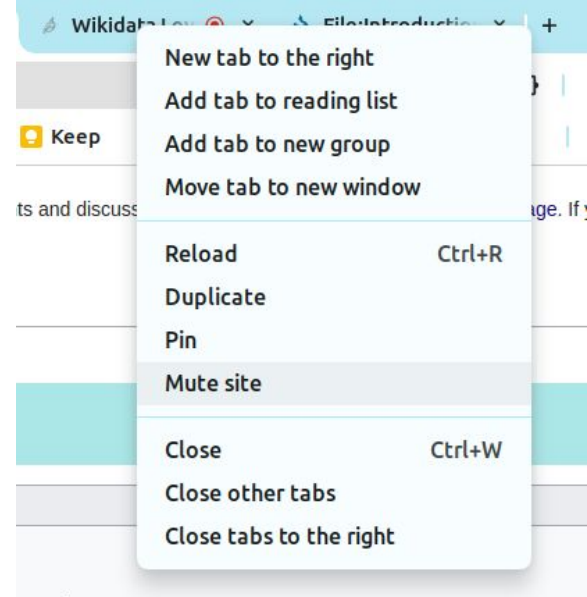 Wikidata
File:Introduction
New tab to the right
Add tab to reading list
Keep
Add tab to new group
Move tab to new window
ts and discuss
age. If
Reload Ctrl+R
Duplicate
Pin
Mute site
Close Ctrl+W
Close other tabs
Close tabs to the right